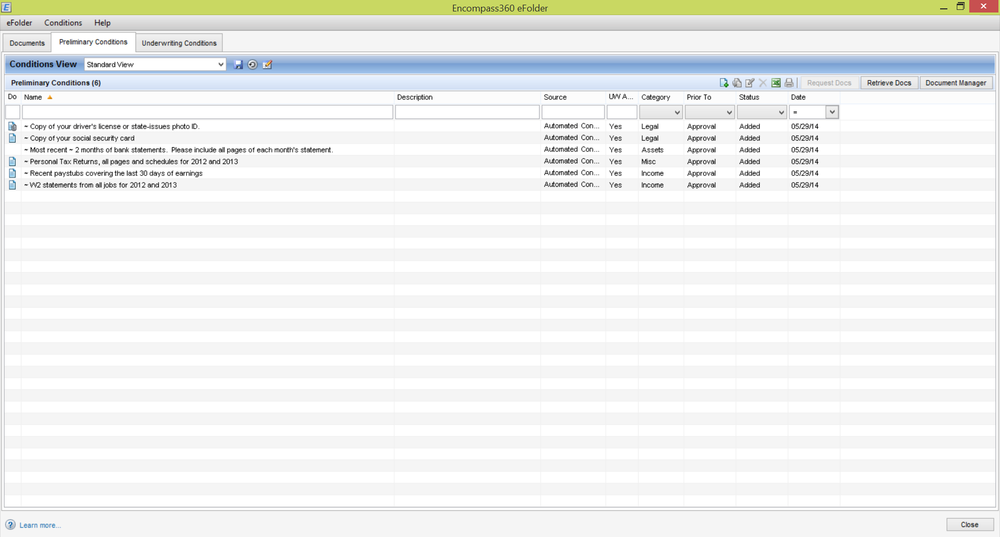 Encompass360 eFolder
eFolder Conditions Help
Documents Preliminary Conditions Underwriting Conditions
Conditions View Standard View
Preliminary Conditions (6) Request Docs Retrieve Docs Document Manager
Do Name Description Source UW A... Category Prior To Status Date
=
~ Copy of your driver's license or state-issues photo ID. Automated Con... Yes Legal Approval Added 05/29/14
~ Copy of your social security card Automated Con... Yes Legal Approval Added 05/29/14
~ Most recent ~ 2 months of bank statements.  Please include all pages of each month's statement. Automated Con... Yes Assets Approval Added 05/29/14
~ Personal Tax Returns, all pages and schedules for 2012 and 2013 Automated Con... Yes Misc Approval Added 05/29/14
~ Recent paystubs covering the last 30 days of earnings Automated Con... Yes Income Approval Added 05/29/14
~ W2 statements from all jobs for 2012 and 2013 Automated Con... Yes Income Approval Added 05/29/14
? Learn more... Close